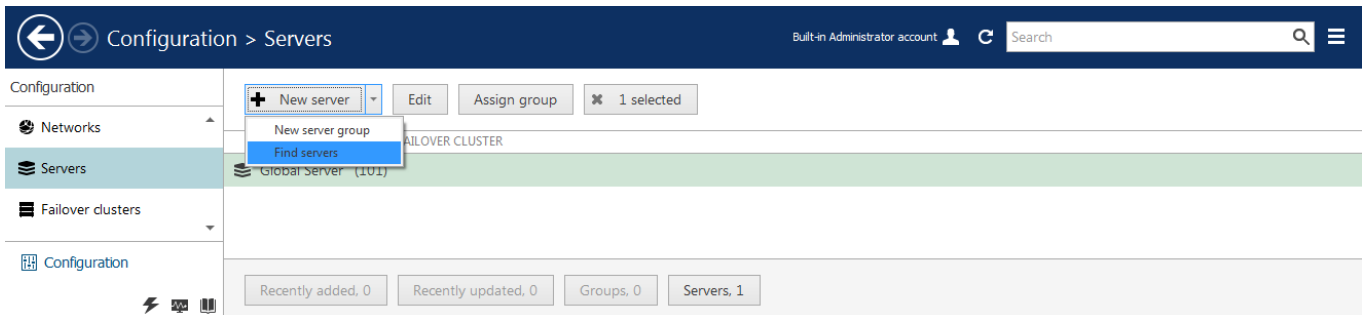 Configuration > Servers
Built-in Administrator account
Search
Configuration
Networks
Servers
Failover clusters
Configuration
New server
Edit
Assign group
1 selected
New server group
Find servers
AILOVER CLUSTER
Global Server (101)
Recently added, 0
Recently updated, 0
Groups, 0
Servers, 1